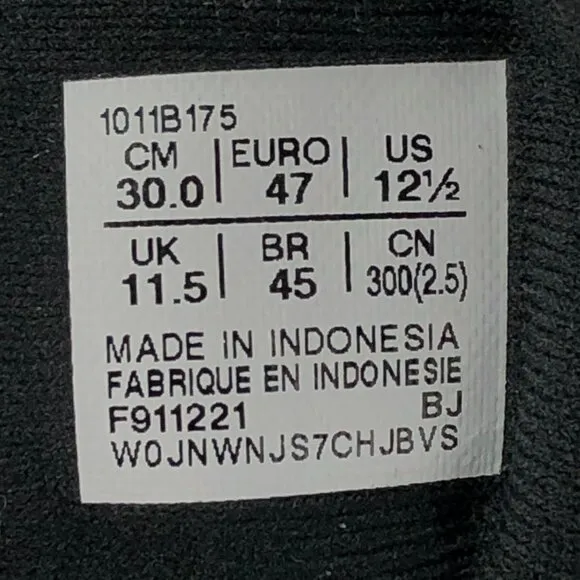 1011B175
CM | EURO | US
30.0 | 47 | 12½
UK | BR | CN
11.5 | 45 | 300(2.5)
MADE IN INDONESIA
FABRIQUE EN INDONESIE
F911221 BJ
W0JNWNJS7CHJBVS